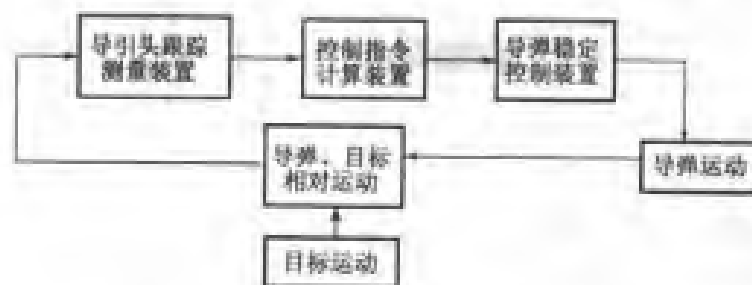 导引头跟踪
测量装置
控制指令
计算装置
导弹稳定
控制装置
导弹、目标
相对运动
导弹运动
目标运动